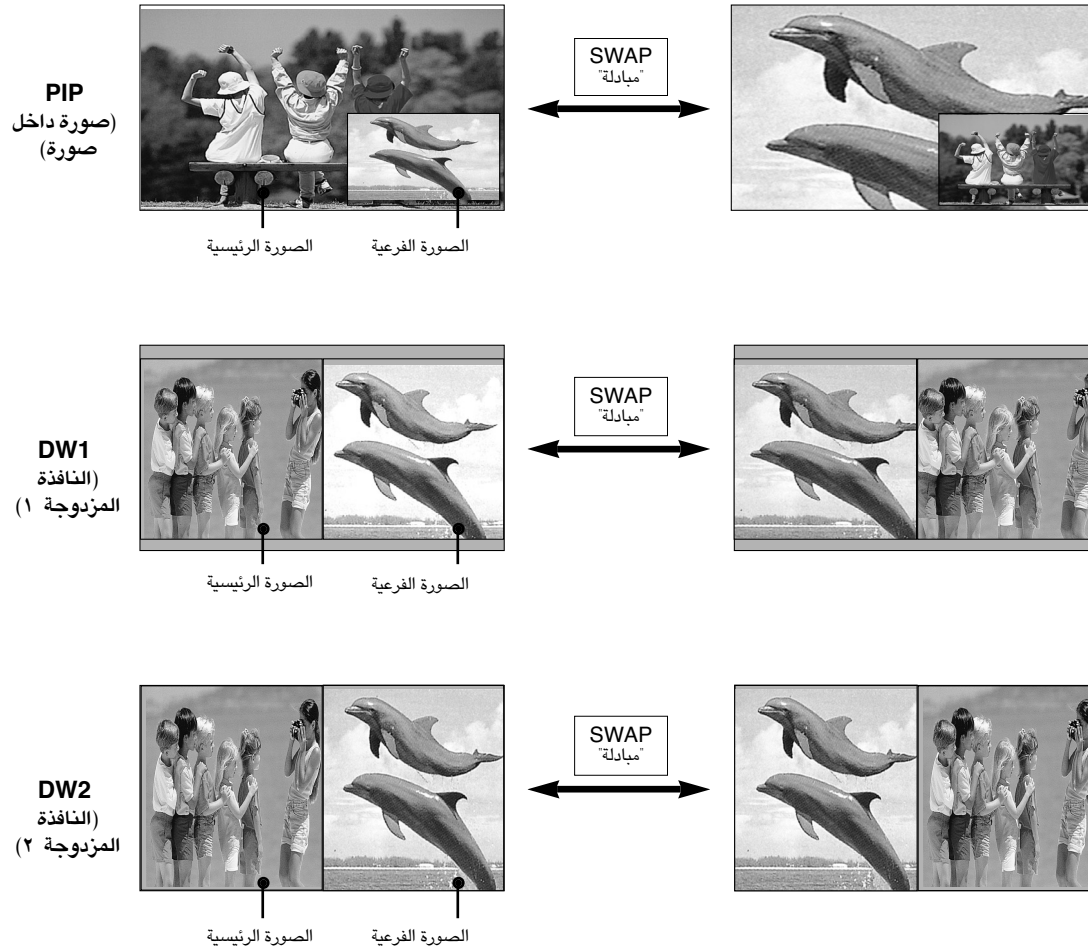 PIP
(صورة داخل
صورة)
SWAP
"مبادلة"
الصورة الرئيسية
الصورة الفرعية
DW1
(النافذة
المزدوجة ١)
SWAP
"مبادلة"
الصورة الرئيسية
الصورة الفرعية
DW2
(النافذة
المزدوجة ٢)
SWAP
"مبادلة"
الصورة الرئيسية
الصورة الفرعية